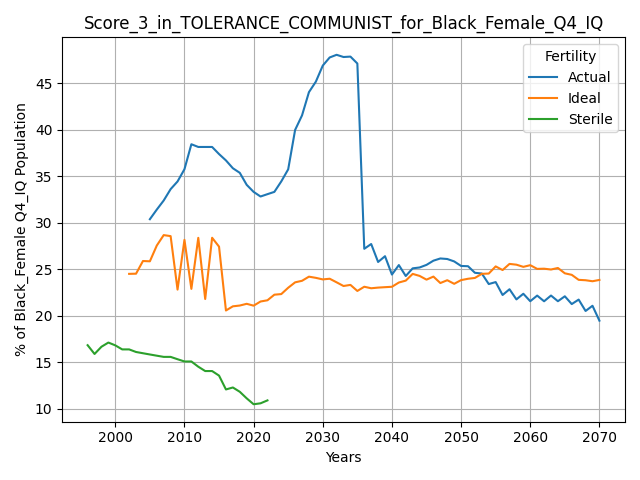 Score_3_in_TOLERANCE_COMMUNIST_for_Black_Female_Q4_IQ
Fertility
Actual
Ideal
Sterile
% of Black_Female Q4_IQ Population
45
40
35
30
25
20
15
10
2000 2010 2020 2030 2040 2050 2060 2070
Years